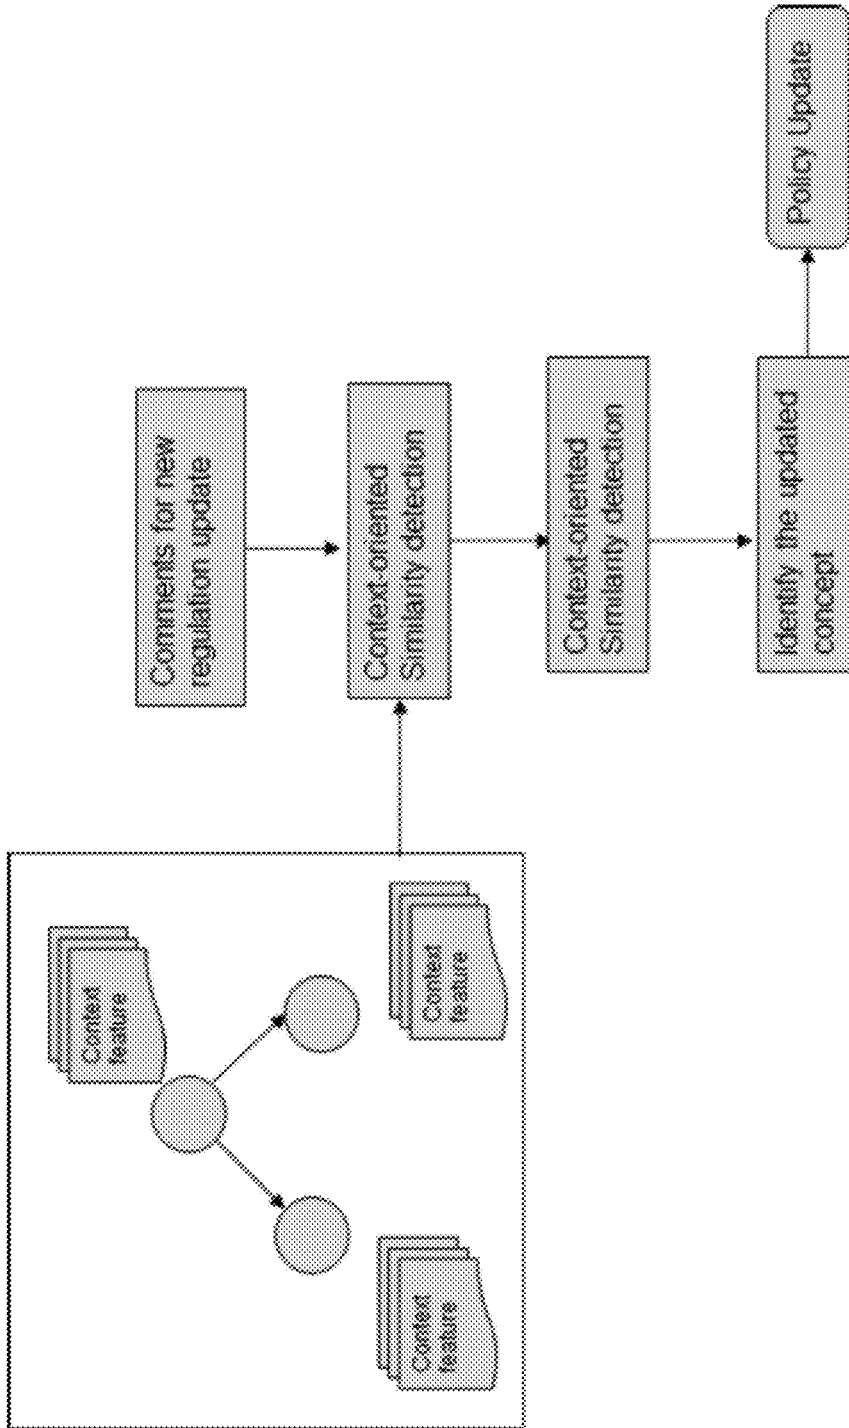 Context
feature
Context
feature
Context
feature
Comments for new
regulation update
Context-oriented
Similarity detection
Context-oriented
Similarity detection
Identify the updated
concept
Policy Update